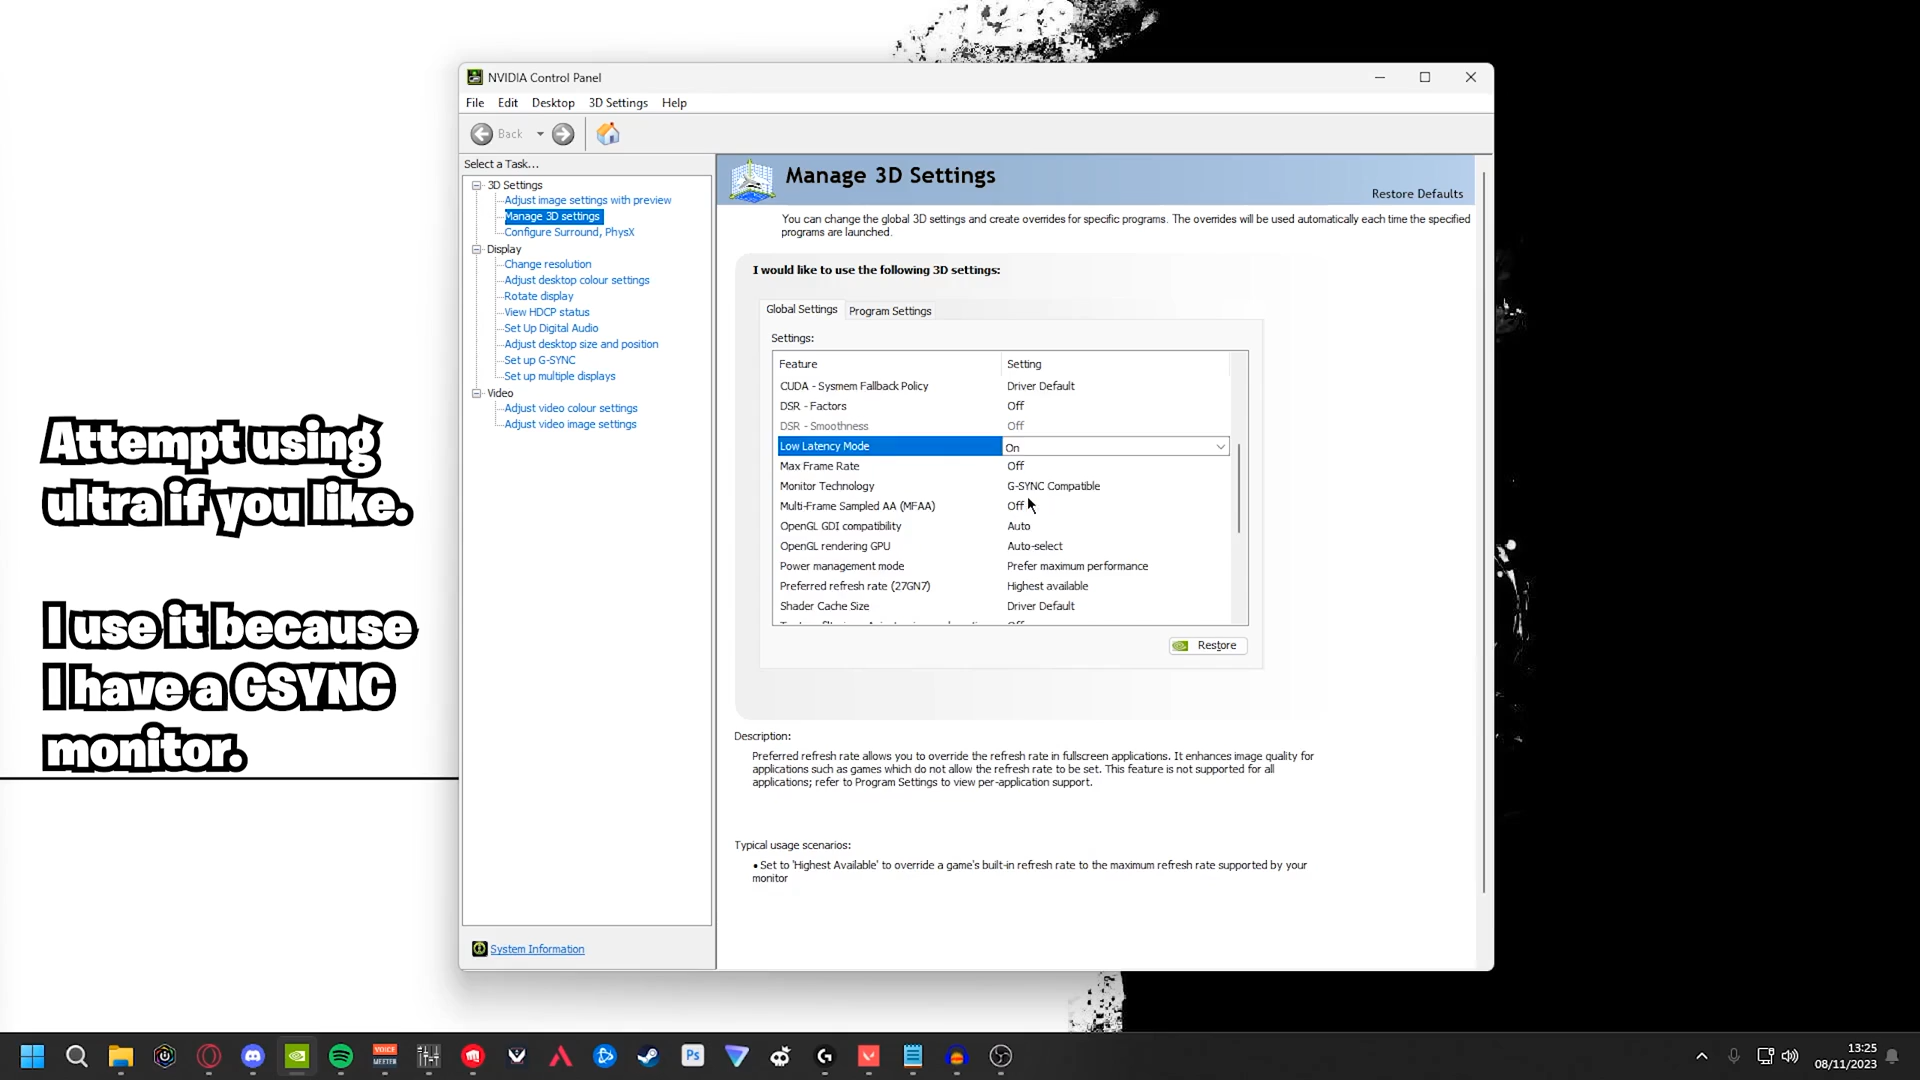 NVIDIA Control Panel
File Edit Desktop 3D Settings Help
Back
Select a Task...
3D Settings
Adjust image settings with preview
Manage 3D settings
Configure Surround, PhysX
Display
Change resolution
Adjust desktop colour settings
Rotate display
View HDCP status
Set Up Digital Audio
Adjust desktop size and position
Set up G-SYNC
Set up multiple displays
Video
Adjust video colour settings
Adjust video image settings
System Information
Manage 3D Settings
Restore Defaults
You can change the global 3D settings and create overrides for specific programs. The overrides will be used automatically each time the specified
programs are launched.
I would like to use the following 3D settings:
Global Settings Program Settings
Settings:
Feature Setting
CUDA - Sysmem Fallback Policy Driver Default
DSR - Factors Off
DSR - Smoothness Off
Low Latency Mode On
Max Frame Rate Off
Monitor Technology G-SYNC Compatible
Multi-Frame Sampled AA (MFAA) Off
OpenGL GDI compatibility Auto
OpenGL rendering GPU Auto-select
Power management mode Prefer maximum performance
Preferred refresh rate (27GN7) Highest available
Shader Cache Size Driver Default
Restore
Description:
Preferred refresh rate allows you to override the refresh rate in fullscreen applications. It enhances image quality for
applications such as games which do not allow the refresh rate to be set. This feature is not supported for all
applications; refer to Program Settings to view per-application support.
Typical usage scenarios:
• Set to 'Highest Available' to override a game's built-in refresh rate to the maximum refresh rate supported by your
monitor
Attempt using
ultra if you like.
I use it because
I have a GSYNC
monitor.
VOICE
MEETER
Ps
13:25
08/11/2023